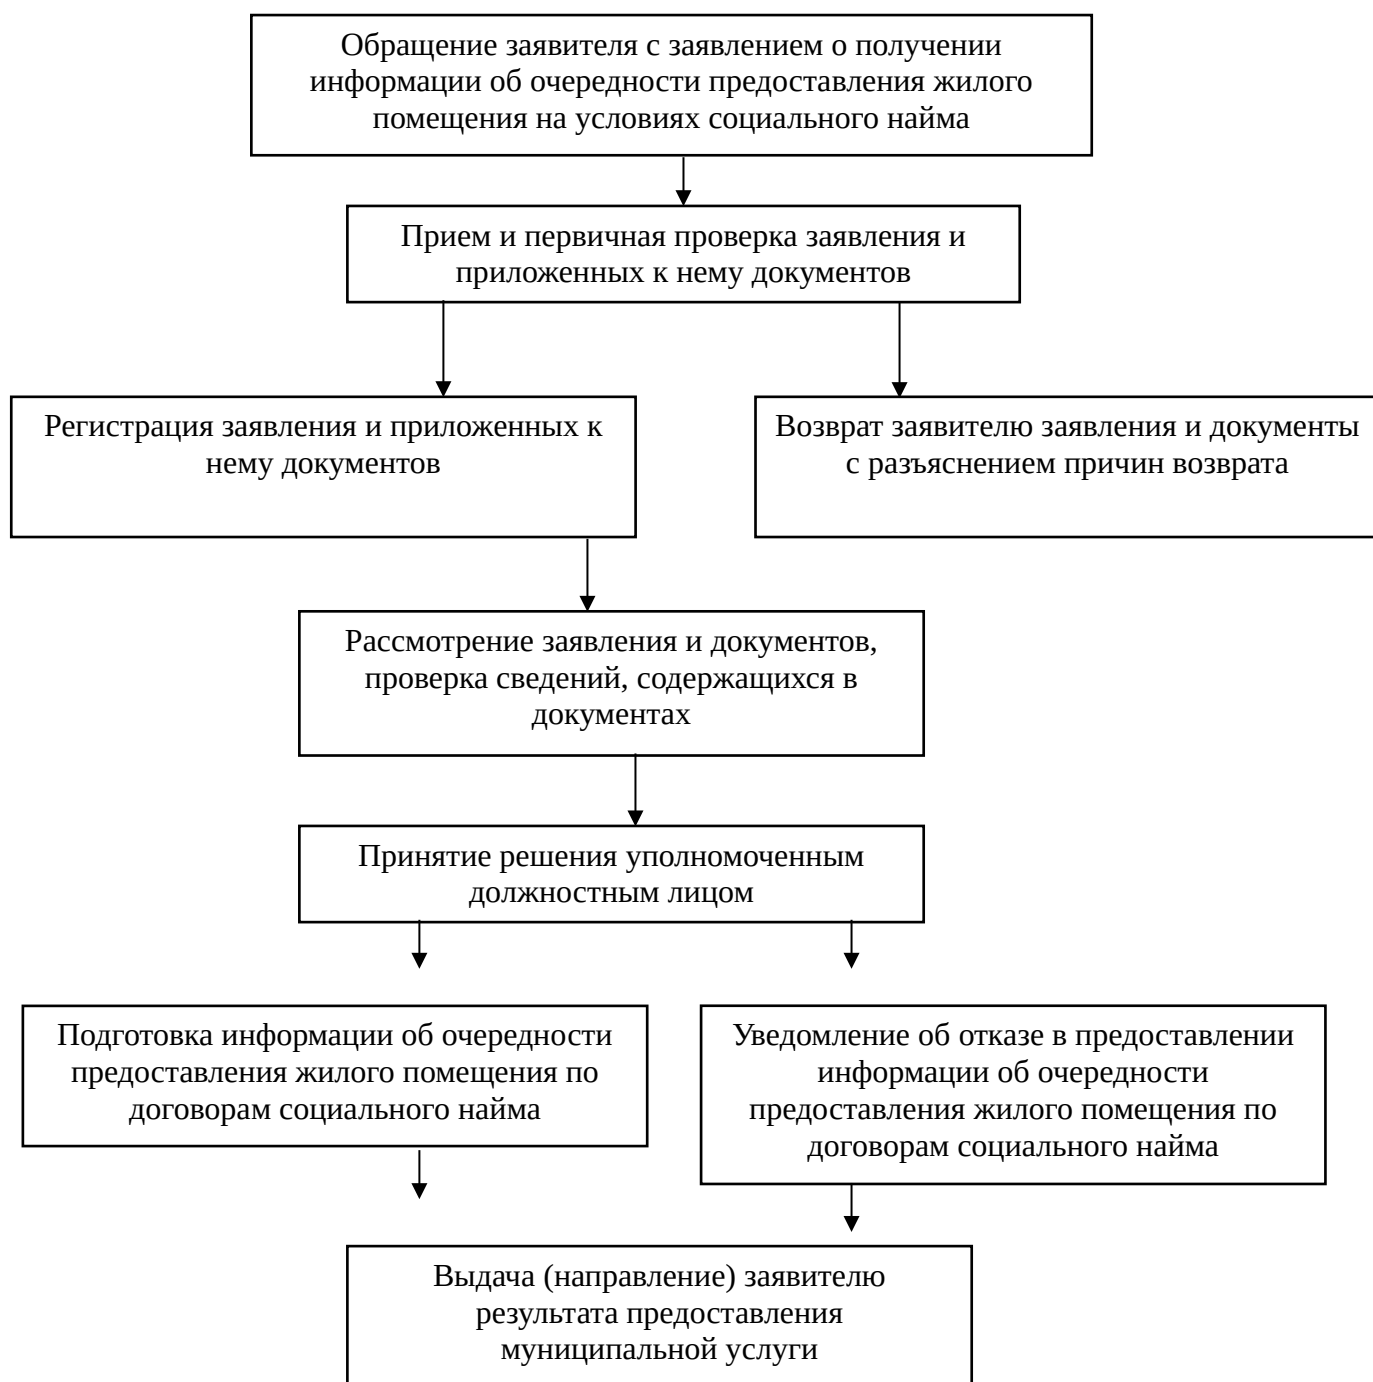 Обращение заявителя с заявлением о получении
информации об очередности предоставления жилого
помещения на условиях социального найма
Прием и первичная проверка заявления и
приложенных к нему документов
Регистрация заявления и приложенных к
нему документов
Возврат заявителю заявления и документы
с разъяснением причин возврата
Рассмотрение заявления и документов,
проверка сведений, содержащихся в
документах
Принятие решения уполномоченным
должностным лицом
Подготовка информации об очередности
предоставления жилого помещения по
договорам социального найма
Уведомление об отказе в предоставлении
информации об очередности
предоставления жилого помещения по
договорам социального найма
Выдача (направление) заявителю
результата предоставления
муниципальной услуги